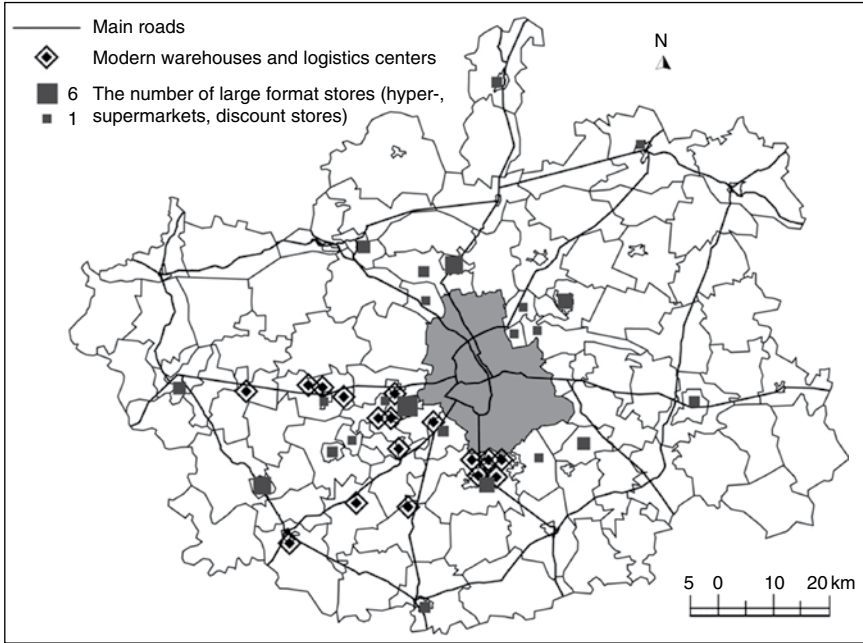 Main roads
Modern warehouses and logistics centers
6 The number of large format stores (hyper-,
1 supermarkets, discount stores)
N
5 0 10 20 km